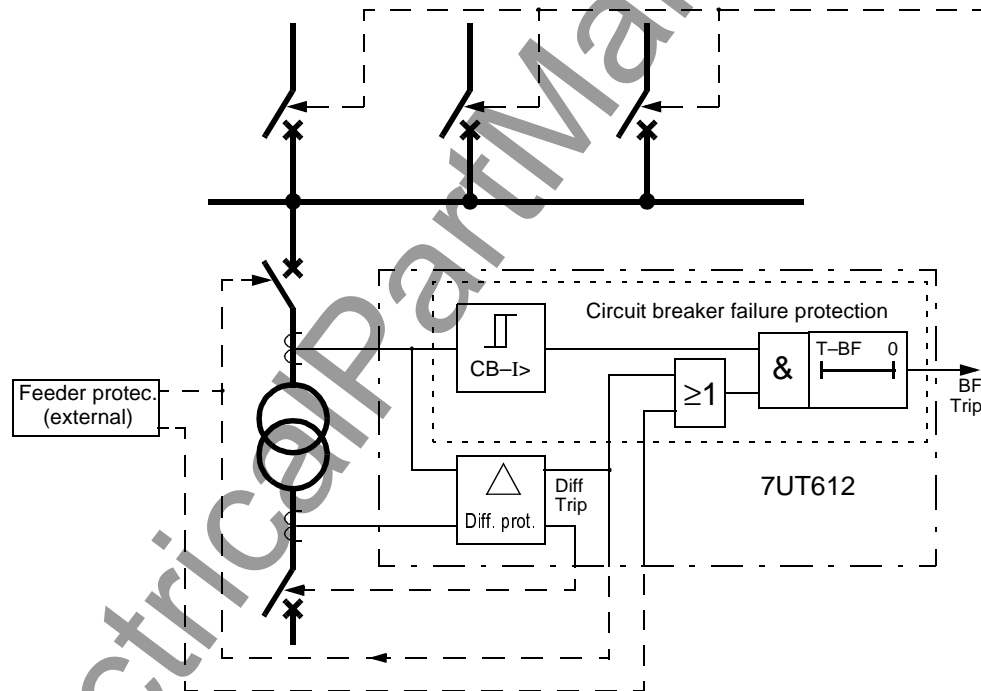 Circuit breaker failure protection
CB–I>
T–BF 0
&
≥1
BF
Trip
Feeder protec.
(external)
Diff. prot.
Diff
Trip
7UT612